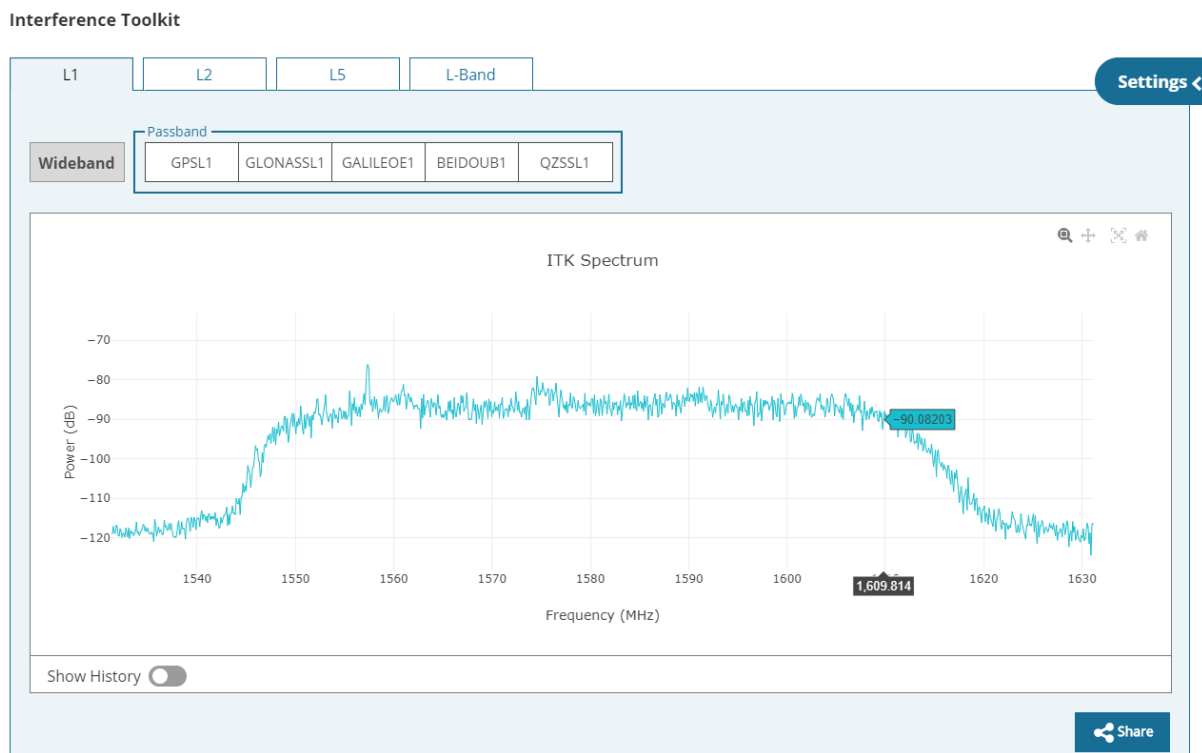 Interference Toolkit
L1 L2 L5 L-Band
Settings
Passband
Wideband GPSL1 GLONASSL1 GALILEOE1 BEIDOUB1 QZSSL1
ITK Spectrum
−70
−80
−90
−100
−110
−120
Power (dB)
−90.08203
1540 1550 1560 1570 1580 1590 1600 1620 1630
1,609.814
Frequency (MHz)
Show History
Share